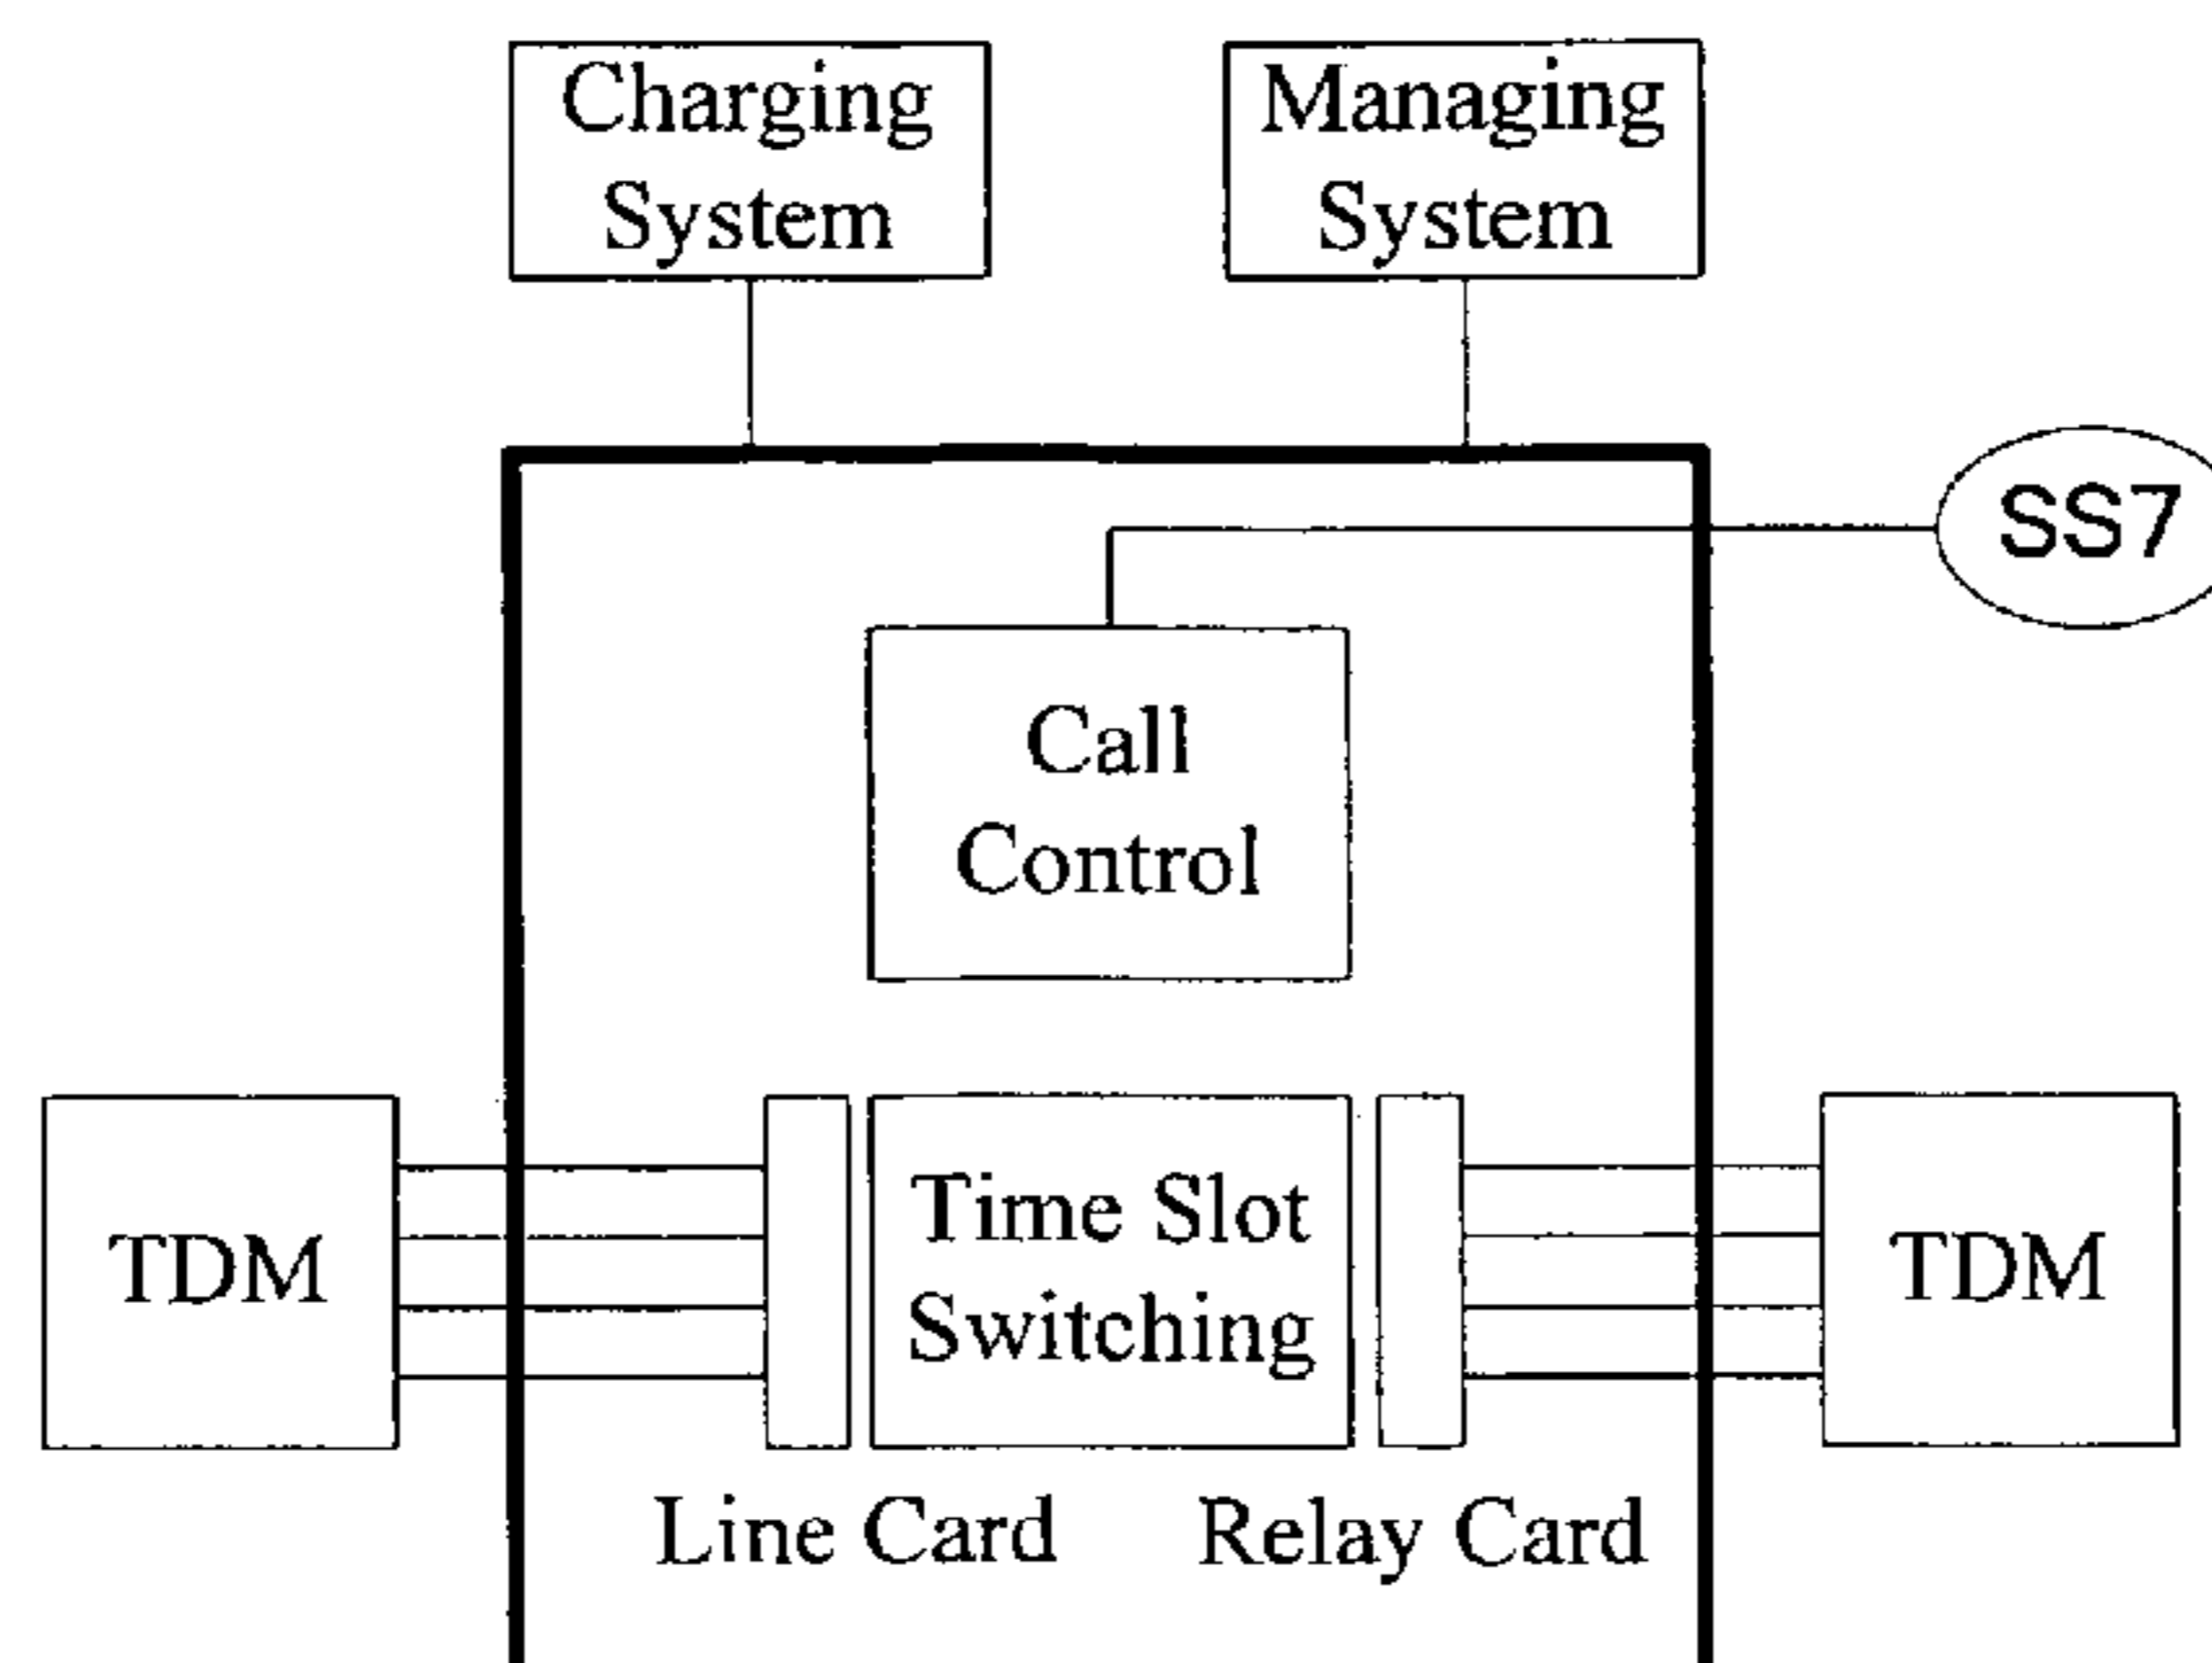 Charging
System
Managing
System
SS7
Call
Control
TDM
Time Slot
Switching
TDM
Line Card
Relay Card